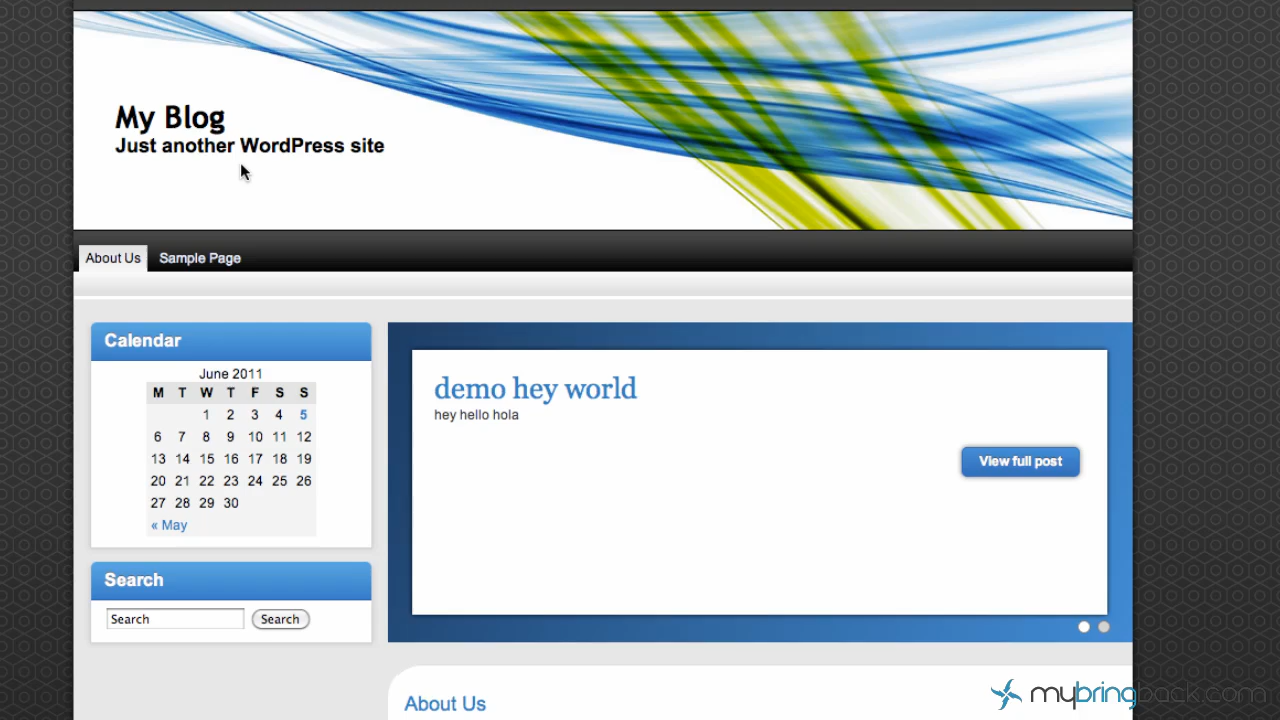 My Blog
Just another WordPress site
About Us Sample Page
Calendar
June 2011
M T W T F S S
1 2 3 4 5
6 7 8 9 10 11 12
13 14 15 16 17 18 19
20 21 22 23 24 25 26
27 28 29 30
« May
Search
Search Search
demo hey world
hey hello hola
View full post
About Us
mybringback.com